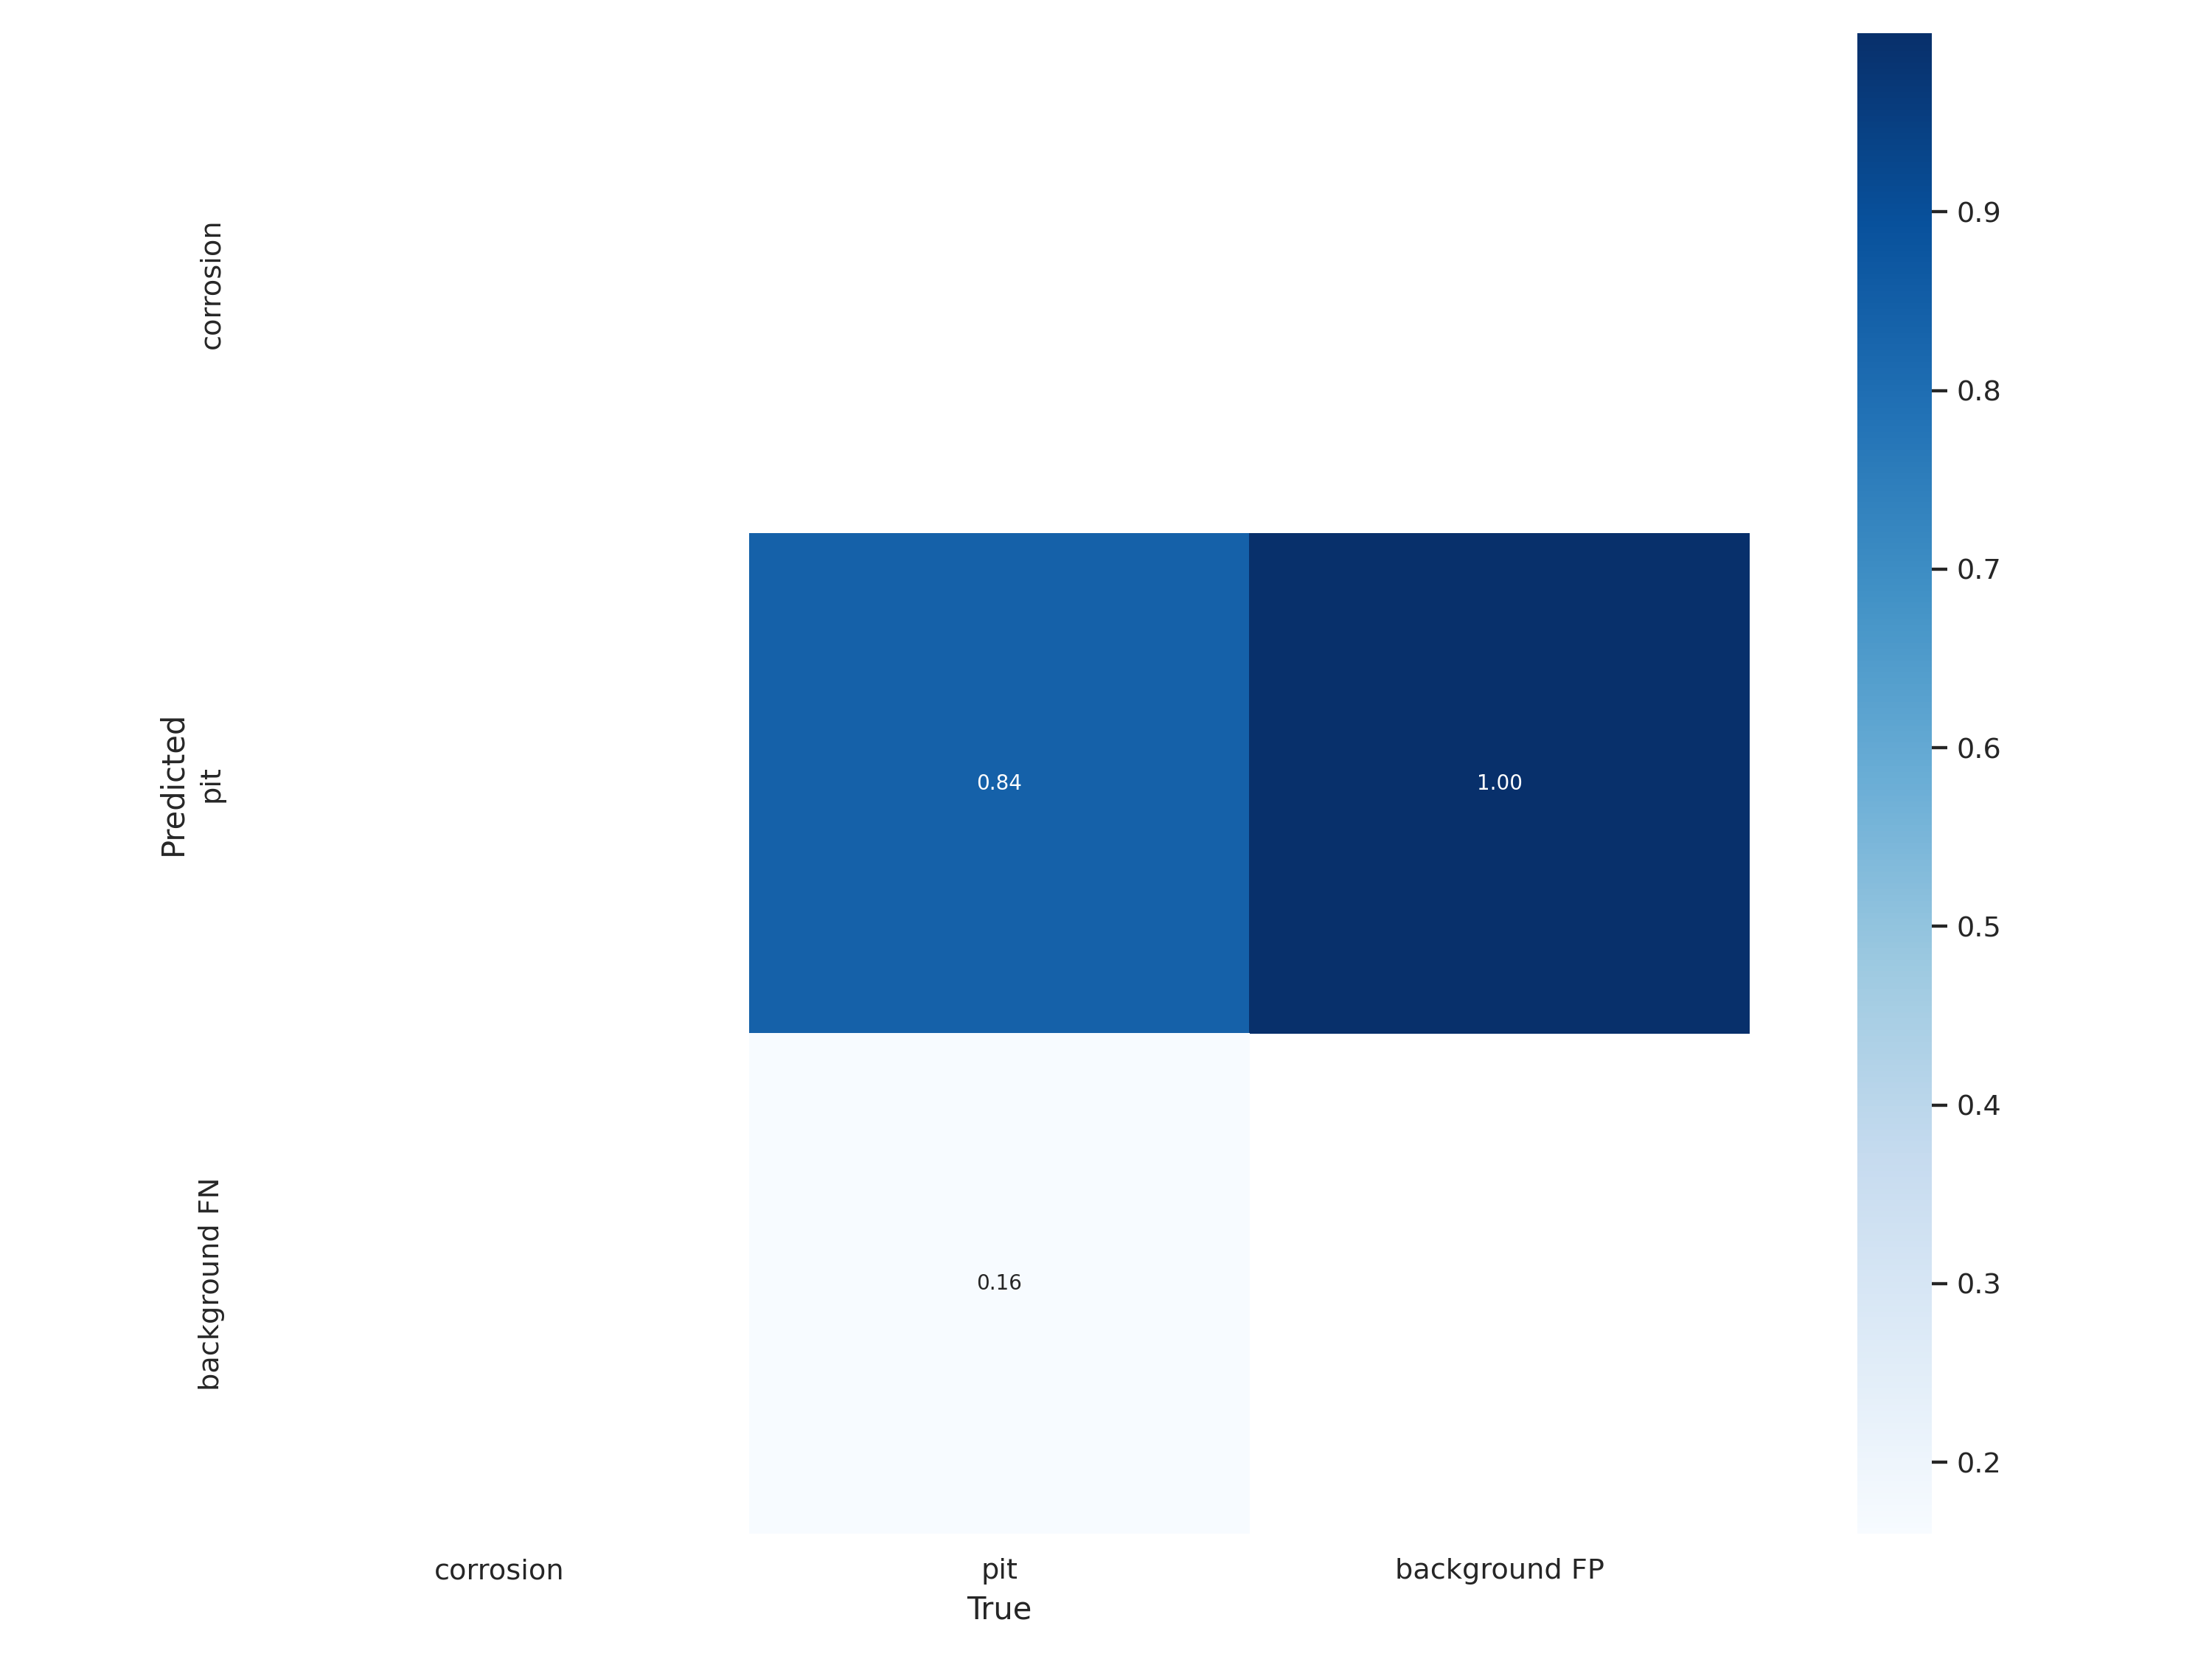 corrosion
Predicted
pit
background FN
0.84
1.00
0.16
corrosion
pit
background FP
True
0.9
0.8
0.7
0.6
0.5
0.4
0.3
0.2